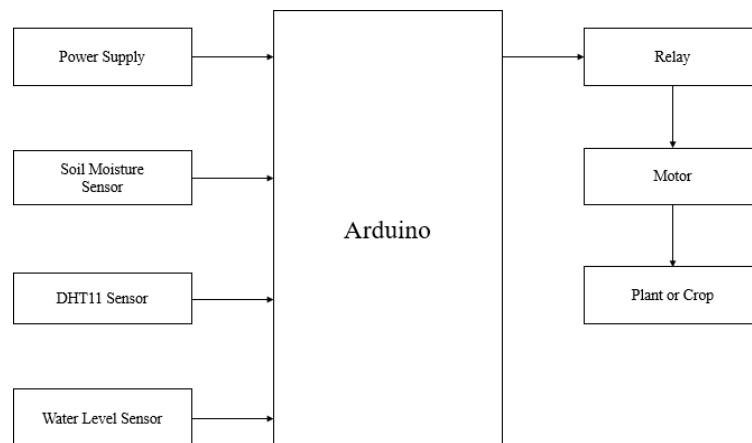 Power Supply
Soil Moisture
Sensor
DHT11 Sensor
Water Level Sensor
Arduino
Relay
Motor
Plant or Crop